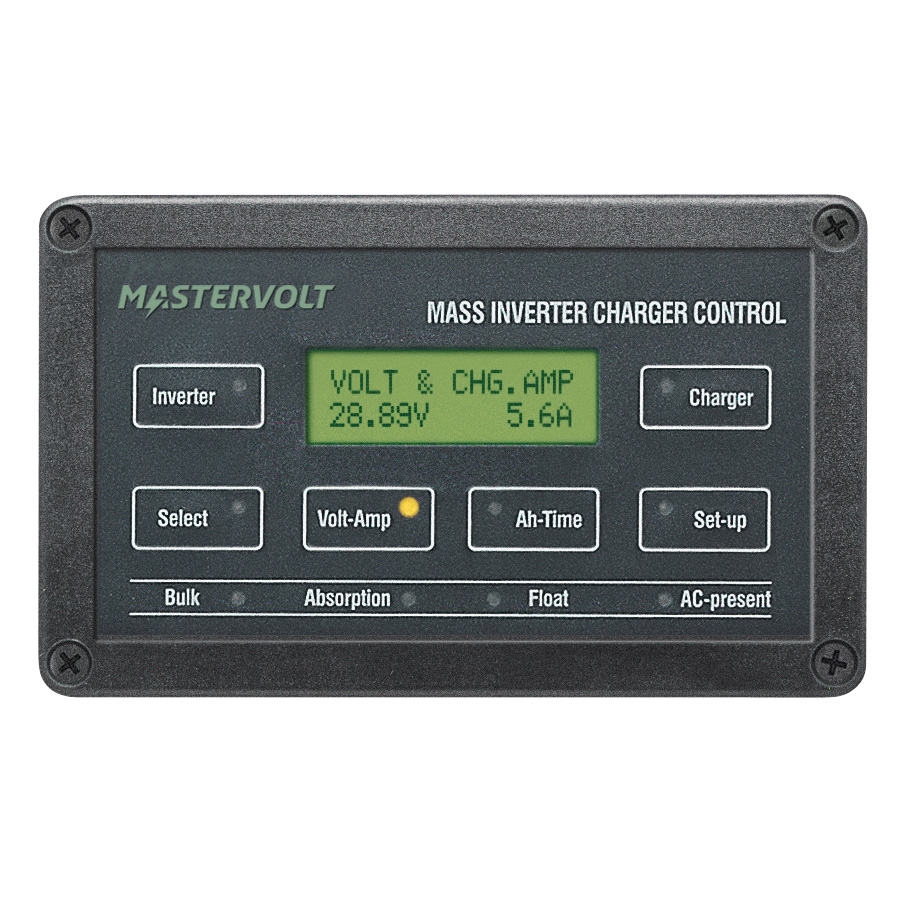 MASTERVOLT
MASS INVERTER CHARGER CONTROL
Inverter
VOLT & CHG.AMP
28.89V 5.6A
Charger
Select
Volt-Amp
Ah-Time
Set-up
Bulk
Absorption
Float
AC-present